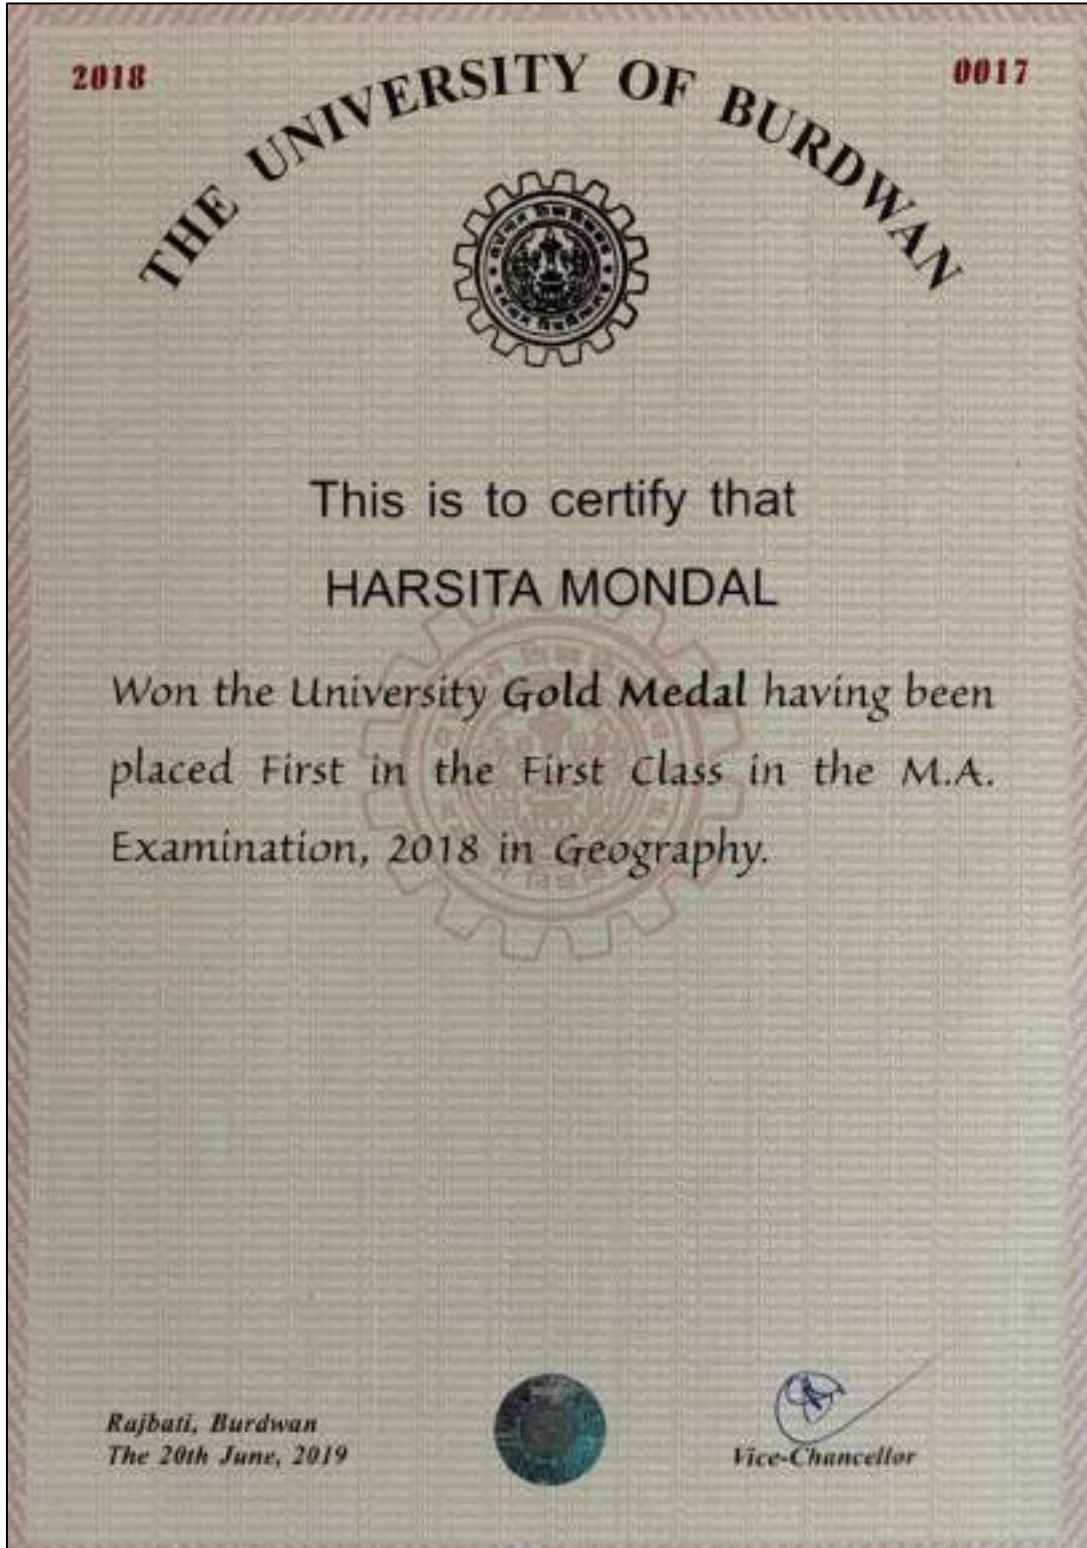 2018
0017
THE UNIVERSITY OF BURDWAN
This is to certify that
HARSITA MONDAL
Won the University Gold Medal having been
placed First in the First Class in the M.A.
Examination, 2018 in Geography.
Rajbati, Burdwan
The 20th June, 2019
Vice-Chancellor